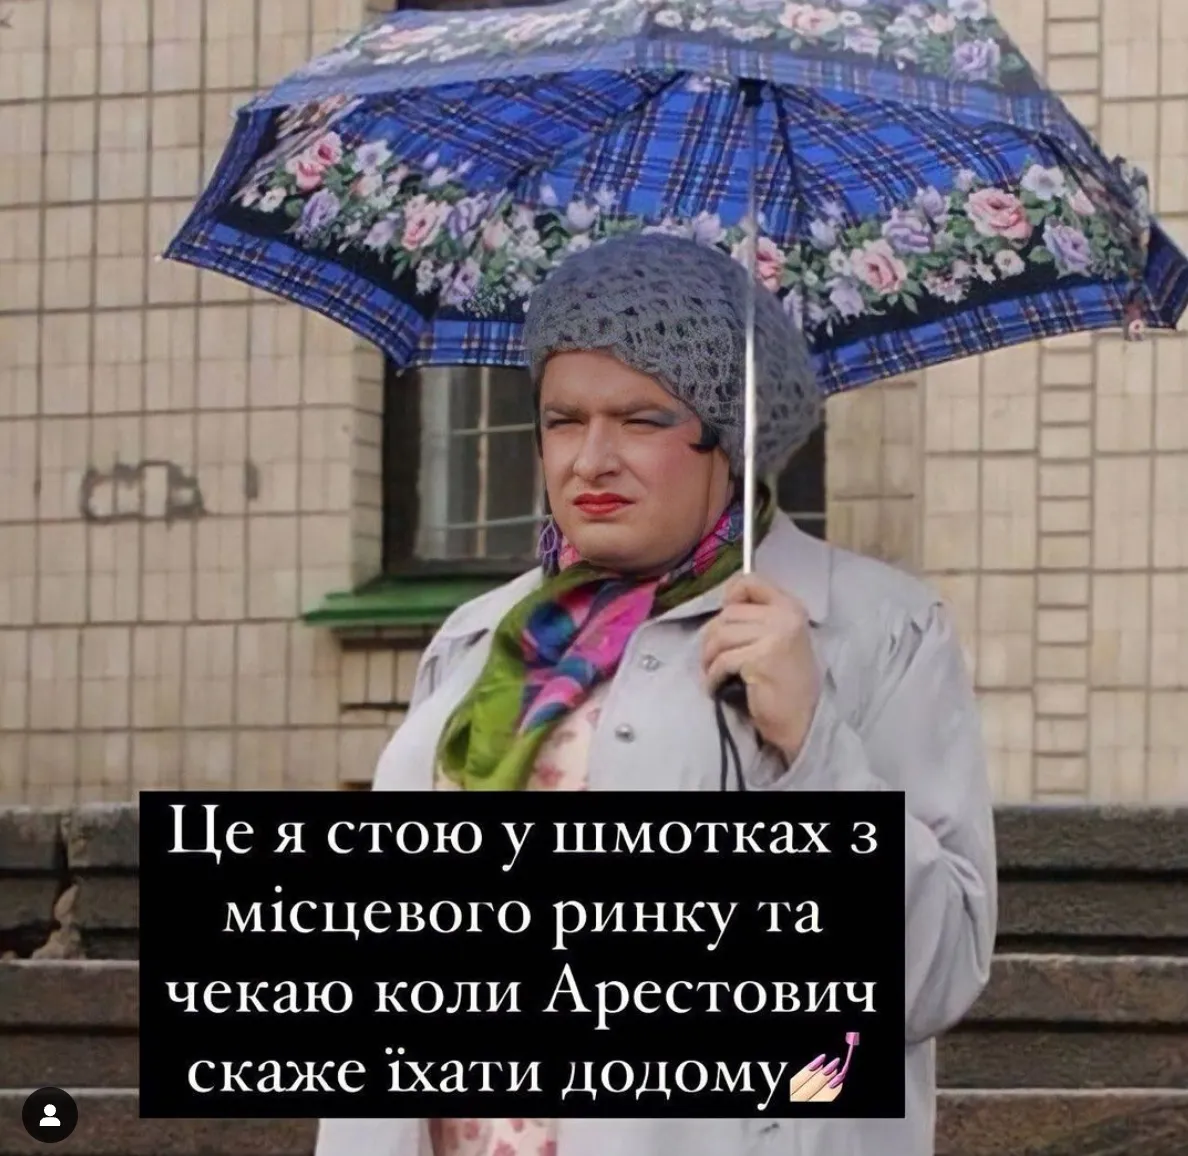 Це я стою у шмотках з
місцевого ринку та
чекаю коли Арестович
скаже їхати додому💅🏻